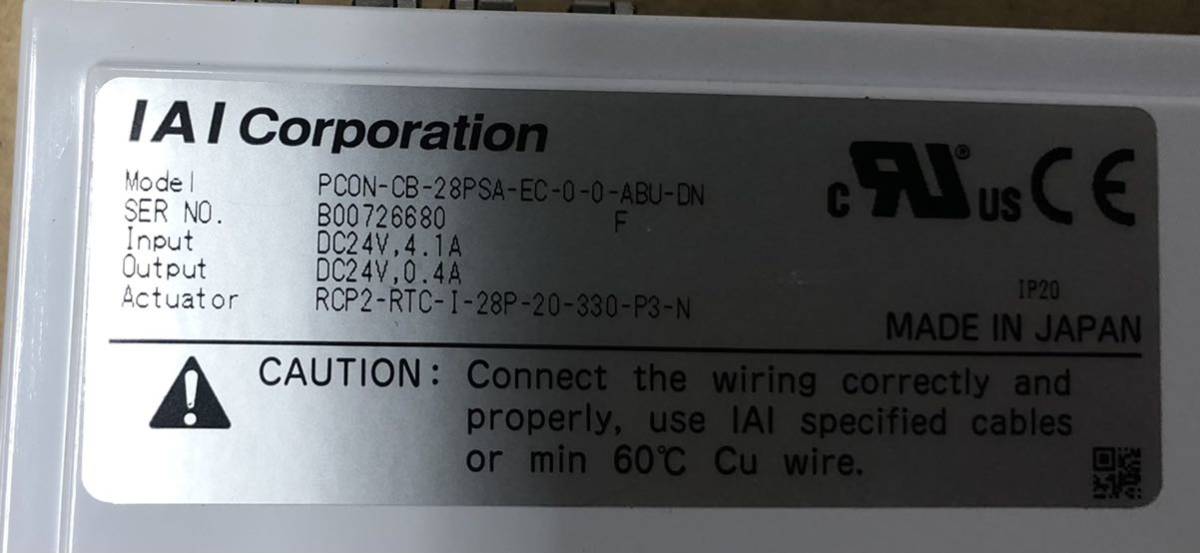 IAI Corporation
Model PCON-CB-28PSA-EC-0-0-ABU-DN
SER NO. B00726680 F
Input DC24V,4.1A
Output DC24V,0.4A
Actuator RCP2-RTC-I-28P-20-330-P3-N
c RU ® US CE
IP20
MADE IN JAPAN
CAUTION: Connect the wiring correctly and
properly, use IAI specified cables
or min 60℃ Cu wire.